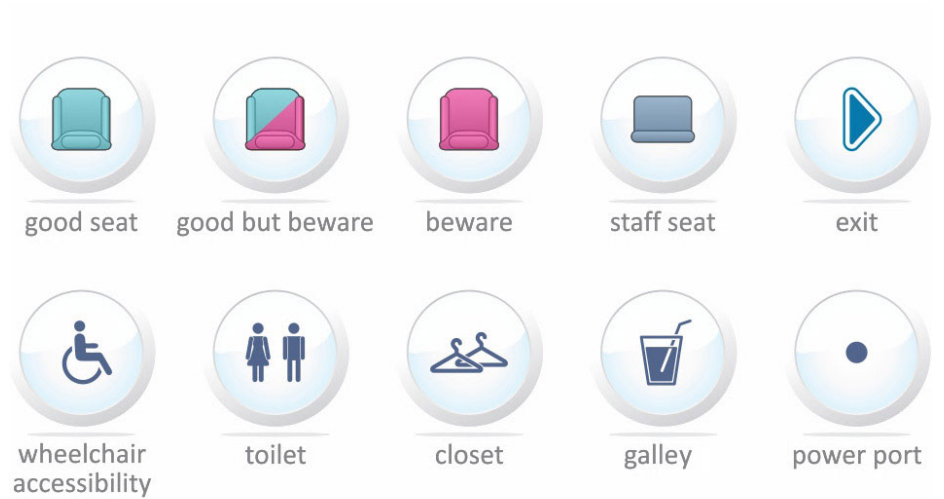 good seat
good but beware
beware
staff seat
exit
wheelchair
accessibility
toilet
closet
galley
power port